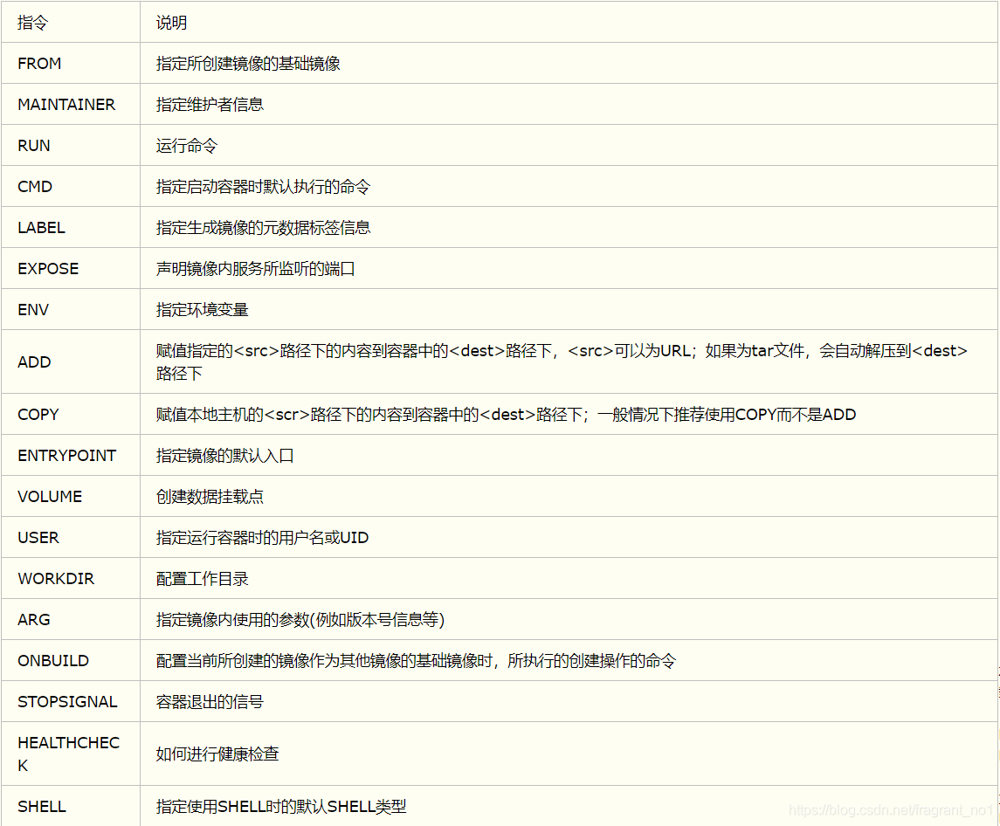 指令 说明
FROM 指定所创建镜像的基础镜像
MAINTAINER 指定维护者信息
RUN 运行命令
CMD 指定启动容器时默认执行的命令
LABEL 指定生成镜像的元数据标签信息
EXPOSE 声明镜像内服务所监听的端口
ENV 指定环境变量
ADD 赋值指定的<src>路径下的内容到容器中的<dest>路径下，<src>可以为URL；如果为tar文件，会自动解压到<dest>
路径下
COPY 赋值本地主机的<scr>路径下的内容到容器中的<dest>路径下；一般情况下推荐使用COPY而不是ADD
ENTRYPOINT 指定镜像的默认入口
VOLUME 创建数据挂载点
USER 指定运行容器时的用户名或UID
WORKDIR 配置工作目录
ARG 指定镜像内使用的参数(例如版本号信息等)
ONBUILD 配置当前所创建的镜像作为其他镜像的基础镜像时，所执行的创建操作的命令
STOPSIGNAL 容器退出的信号
HEALTHCHEC
K
如何进行健康检查
SHELL 指定使用SHELL时的默认SHELL类型
https://blog.csdn.net/fragrant_no1